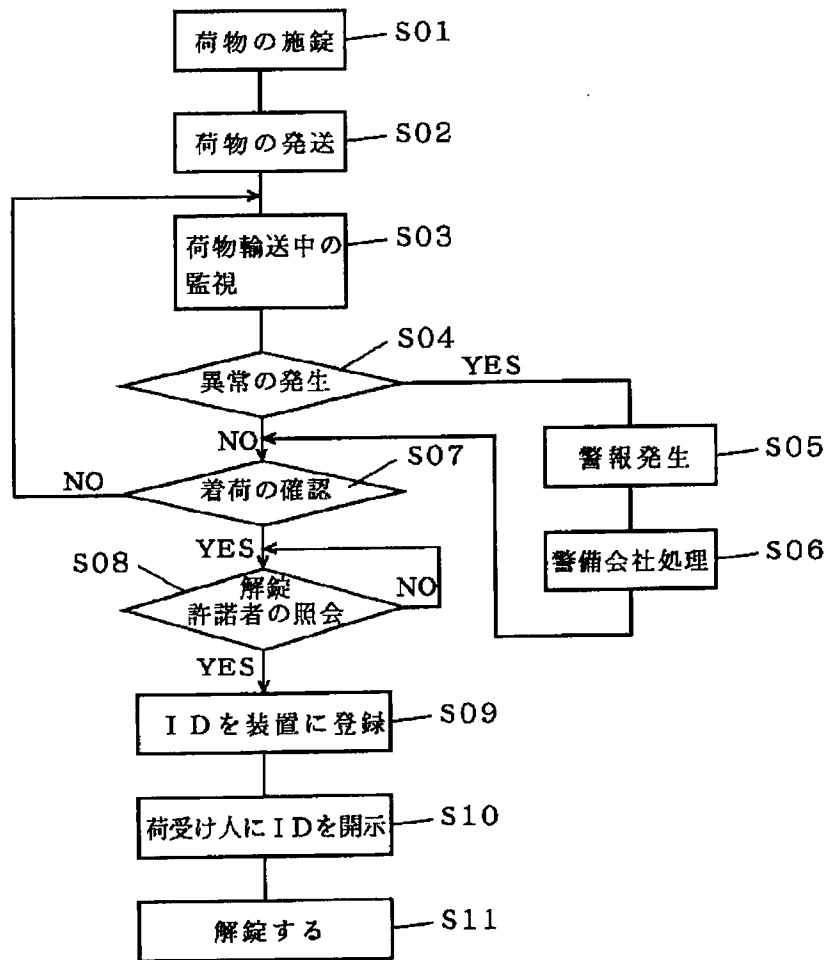 荷物の施錠
S01
荷物の発送
S02
荷物輸送中の
監視
S03
異常の発生
S04
YES
NO
警報発生
S05
警備会社処理
S06
着荷の確認
S07
NO
YES
解錠
許諾者の照会
S08
NO
YES
IDを装置に登録
S09
荷受け人にIDを開示
S10
解錠する
S11